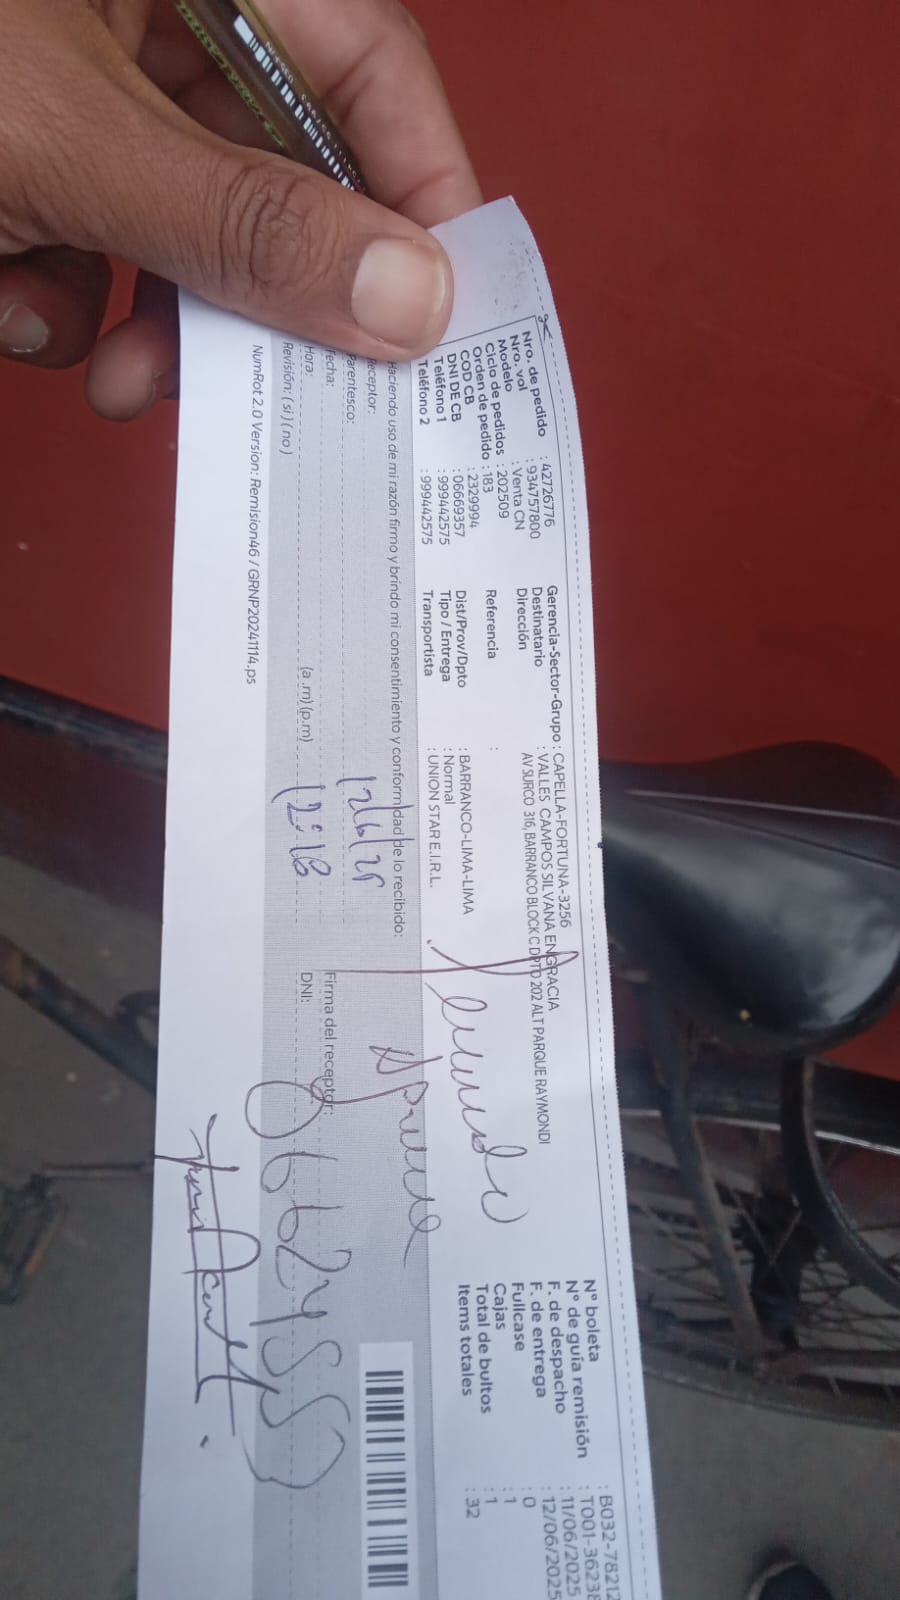 Nro. de pedido : 42726776
Nro. vol : 934757800
Modelo : Venta CN
Ciclo de pedidos : 202509
Orden de pedido : 183
COD CB : 2329994
DNI DE CB : 06669357
Teléfono 1 : 999442575
Teléfono 2 : 999442575
Gerencia-Sector-Grupo : CAPELLA-FORTUNA-3256
Destinatario : VALLES CAMPOS SILVANA ENGRACIA
Dirección AV SURCO 316, BARRANCO BLOCK C DPTO 202 ALT PARQUE RAYMONDI
Referencia :
Dist/Prov/Dpto : BARRANCO-LIMA-LIMA
Tipo / Entrega : Normal
Transportista : UNION STAR E.I.R.L.
N° boleta : B032-78212
N° de guía remisión : T001-3623
F. de despacho : 11/06/2025
F. de entrega : 12/06/2025
Fullcase : 0
Cajas : 1
Total de bultos : 1
Items totales : 32
Haciendo uso de mi razón firmo y brindo mi consentimiento y conformidad de lo recibido:
Receptor:
Parentesco:
Fecha: 12/6/25
Hora: (a.m)(p.m) 12:18
Revisión: ( si ) ( no )
Firma del receptor:
DNI:
NumRot 2.0 Version: Remision46 / GRNP20241114.ps